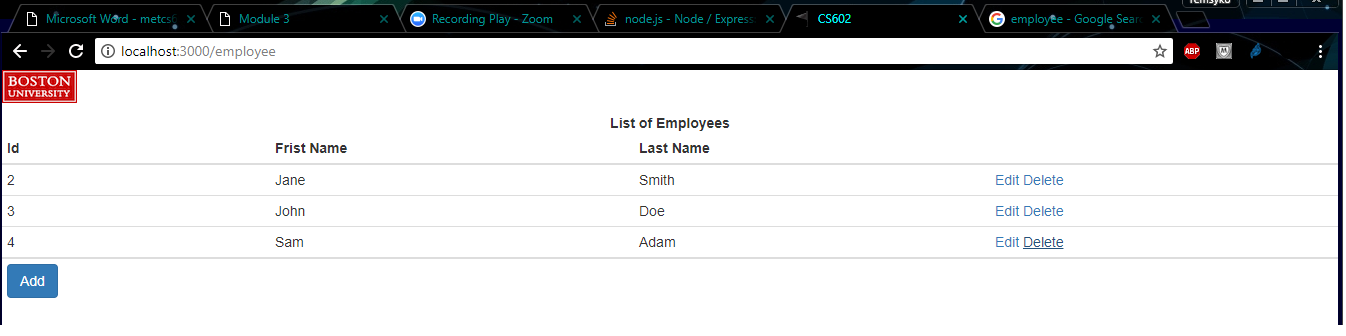 Temsyko
Microsoft Word - metcs Module 3 Recording Play - Zoom node.js - Node / Express CS602 employee - Google Sear
localhost:3000/employee ABP
BOSTON
UNIVERSITY
List of Employees
Id Frist Name Last Name
2 Jane Smith Edit Delete
3 John Doe Edit Delete
4 Sam Adam Edit Delete
Add